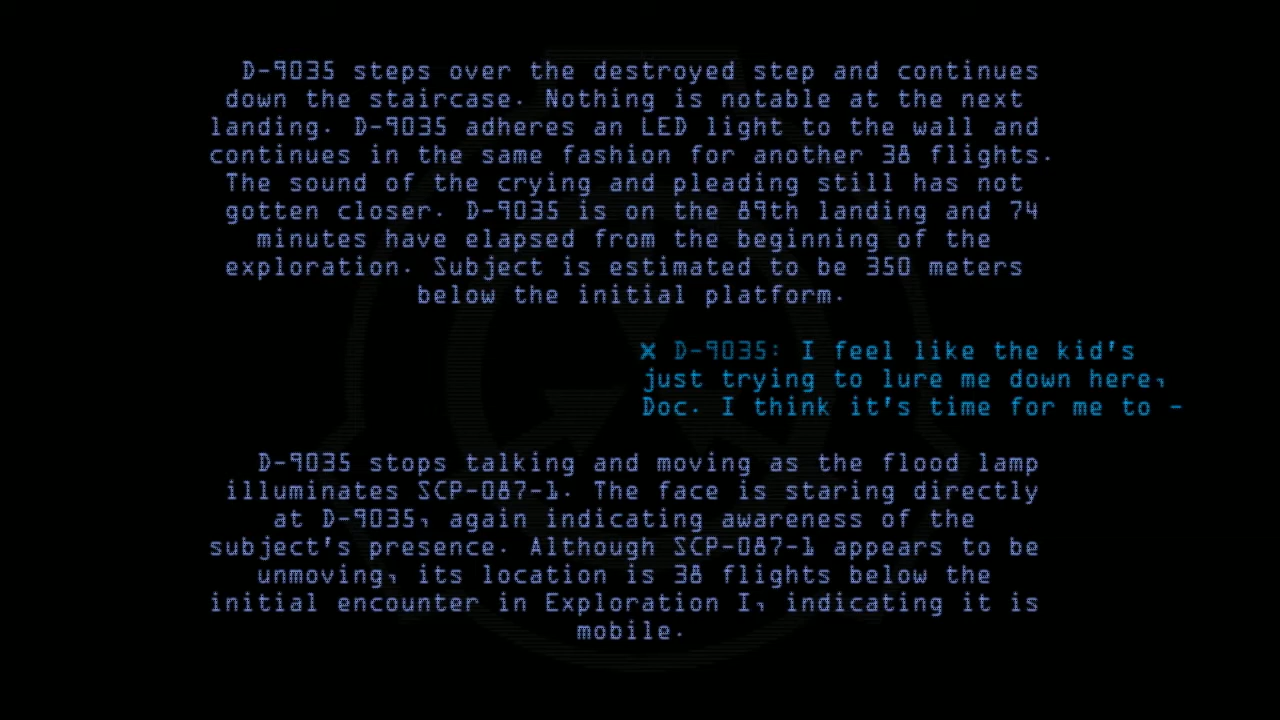 D-9035 steps over the destroyed step and continues
down the staircase. Nothing is notable at the next
landing. D-9035 adheres an LED light to the wall and
continues in the same fashion for another 38 flights.
The sound of the crying and pleading still has not
gotten closer. D-9035 is on the 89th landing and 74
minutes have elapsed from the beginning of the
exploration. Subject is estimated to be 350 meters
below the initial platform.
X D-9035: I feel like the kid's
just trying to lure me down here,
Doc. I think it's time for me to -
D-9035 stops talking and moving as the flood lamp
illuminates SCP-087-1. The face is staring directly
at D-9035, again indicating awareness of the
subject's presence. Although SCP-087-1 appears to be
unmoving, its location is 38 flights below the
initial encounter in Exploration I, indicating it is
mobile.